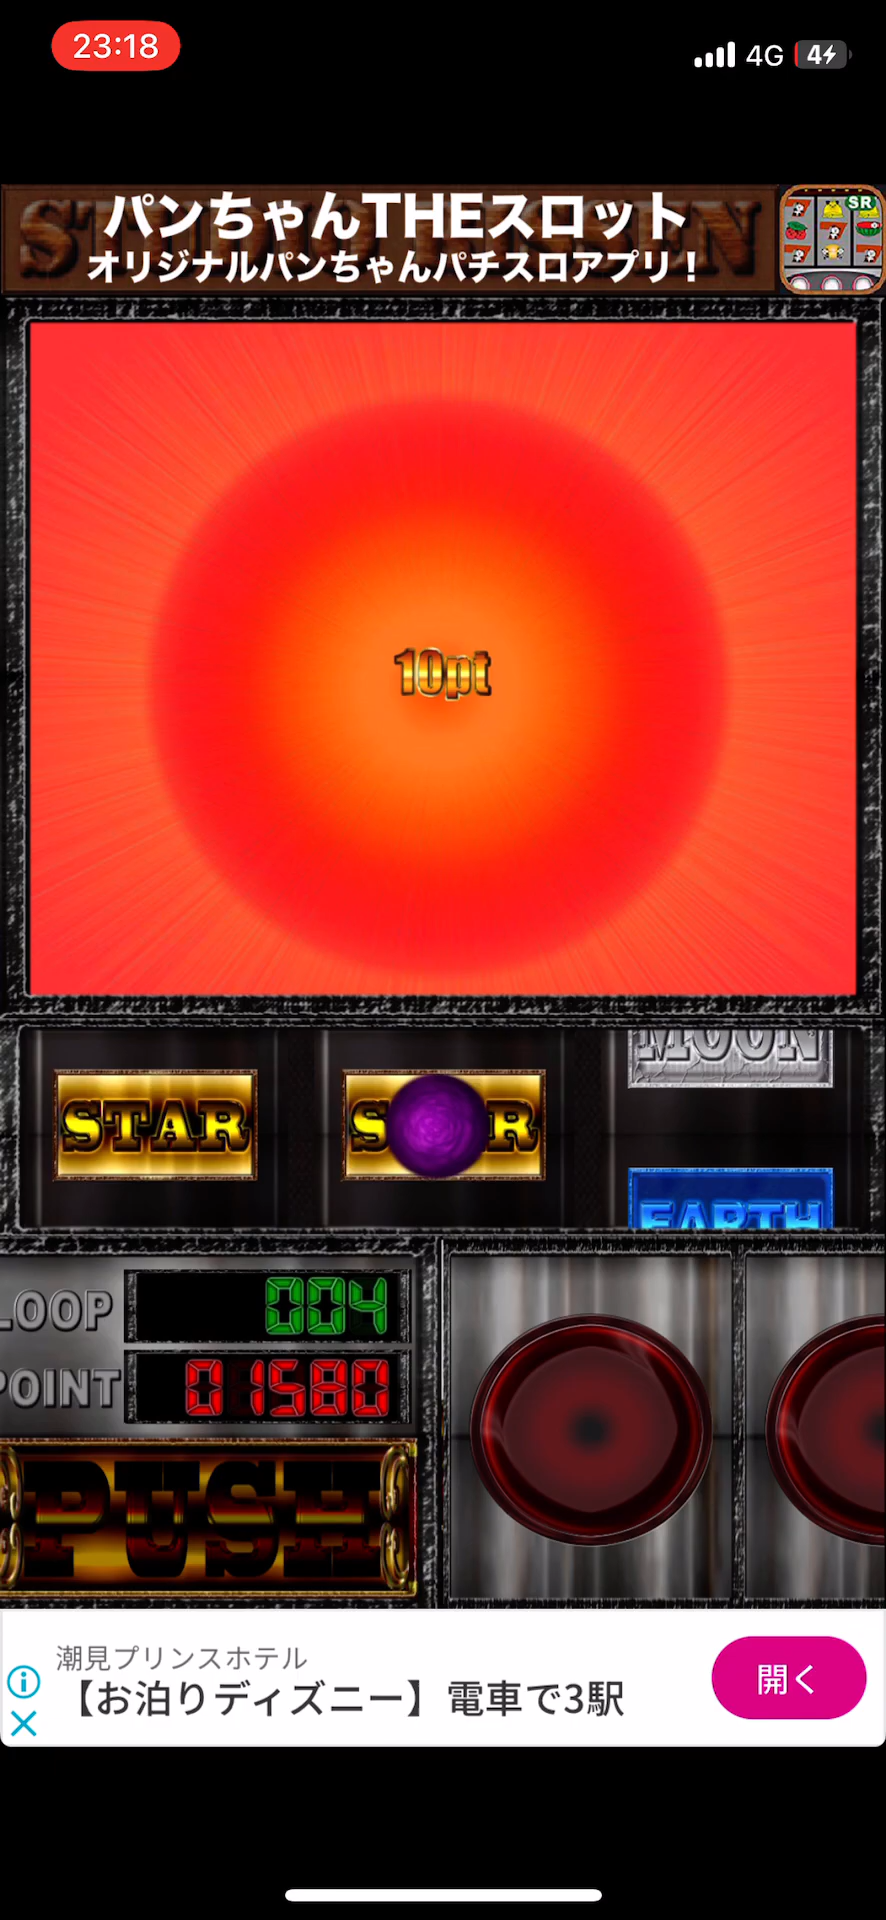 23:18
4G
4
パンちゃんTHEスロット
オリジナルパンちゃんパチスロアプリ！
SR
10pt
STAR
MOON
EARTH
LOOP
004
POINT
01580
PUSH
潮見プリンスホテル
【お泊りディズニー】電車で3駅
開く